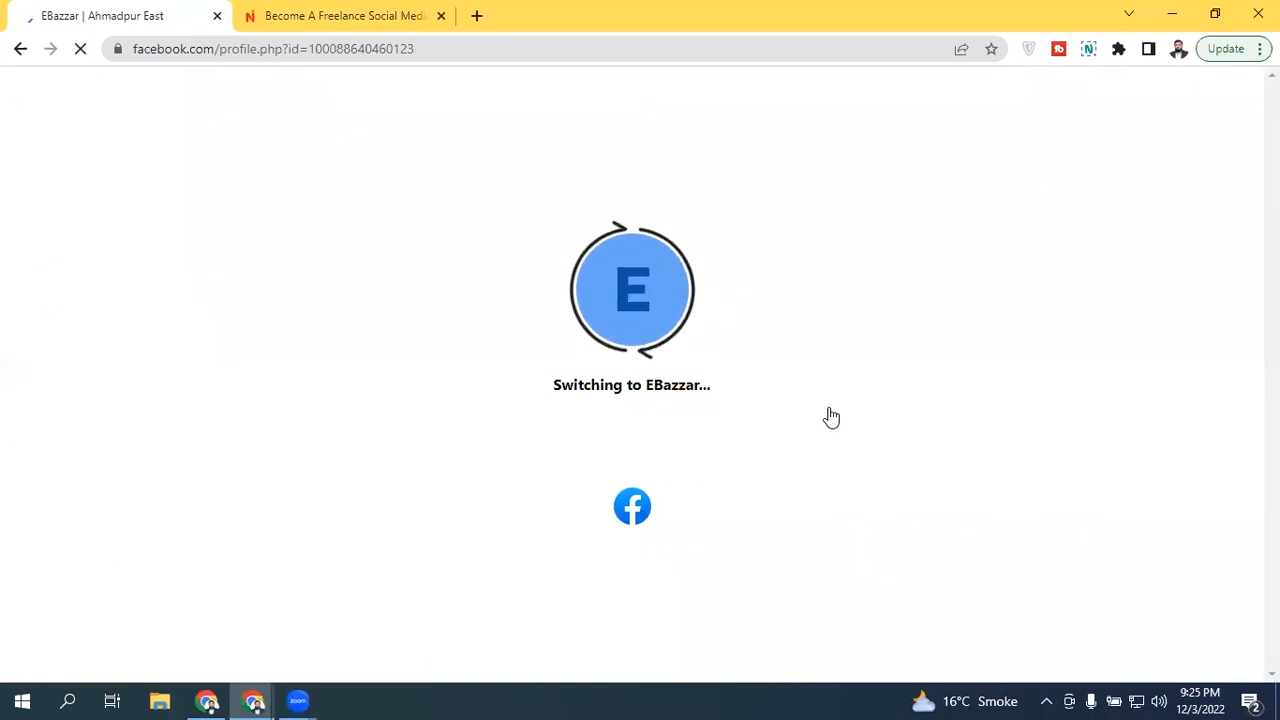 EBazzar | Ahmadpur East
Become A Freelance Social Medi
facebook.com/profile.php?id=100088640460123
Update
E
Switching to EBazzar...
zoom
16°C Smoke
9:25 PM
12/3/2022
2